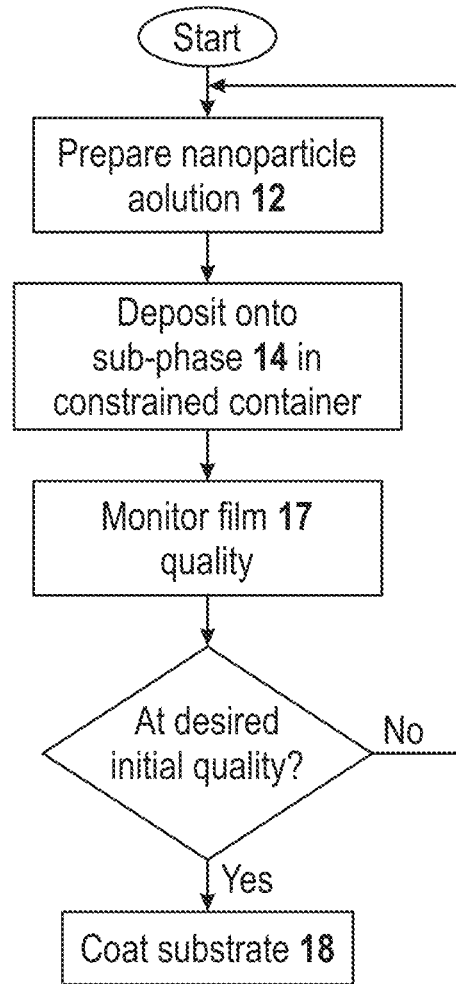 Start
Prepare nanoparticle
aolution 12
Deposit onto
sub-phase 14 in
constrained container
Monitor film 17
quality
At desired
initial quality?
No
Yes
Coat substrate 18